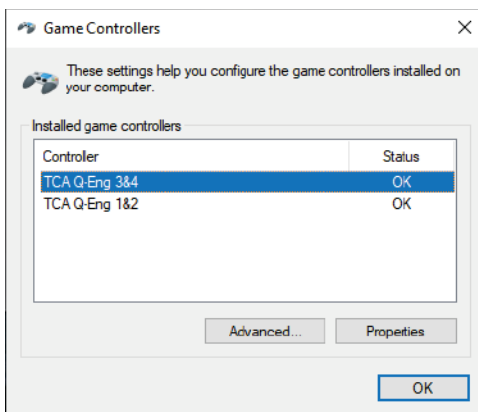 Game Controllers
These settings help you configure the game controllers installed on
your computer.
Installed game controllers
Controller Status
TCA Q-Eng 3&4 OK
TCA Q-Eng 1&2 OK
Advanced... Properties
OK